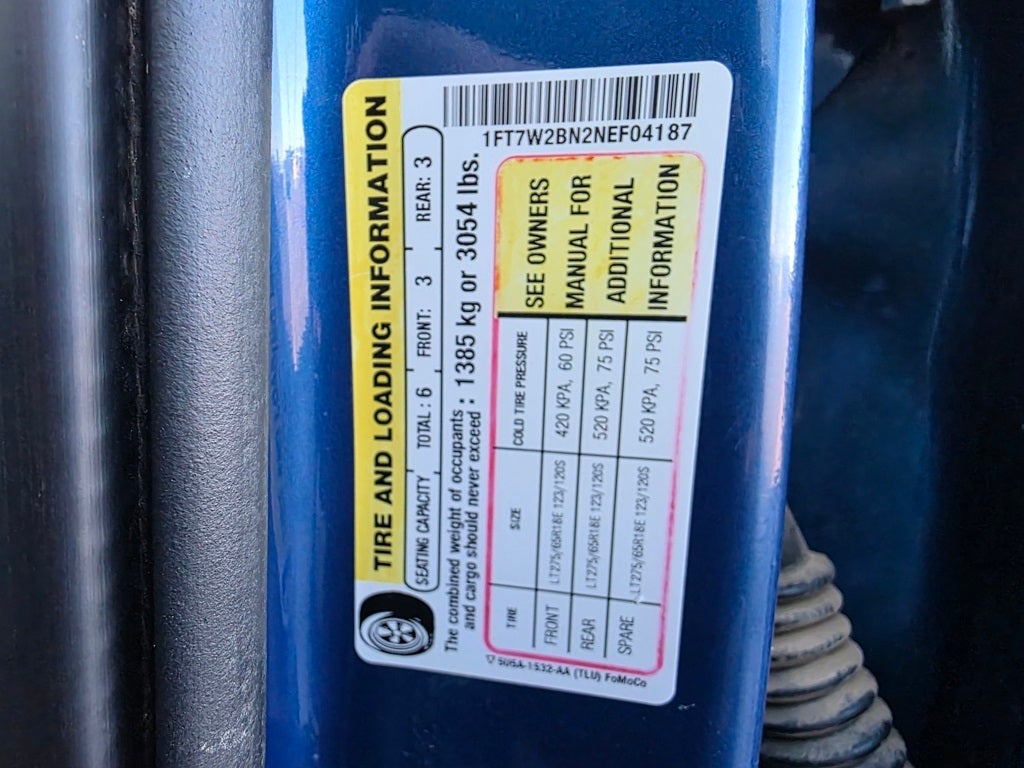 TIRE AND LOADING INFORMATION
SEATING CAPACITY TOTAL : 6 FRONT: 3 REAR: 3
The combined weight of occupants and cargo should never exceed : 1385 kg or 3054 lbs.
TIRE SIZE COLD TIRE PRESSURE
FRONT LT275/65R18E 123/120S 420 KPA, 60 PSI
REAR LT275/65R18E 123/120S 520 KPA, 75 PSI
SPARE LT275/65R18E 123/120S 520 KPA, 75 PSI
SEE OWNERS
MANUAL FOR
ADDITIONAL
INFORMATION
1FT7W2BN2NEF04187
(TLU) FoMoCo